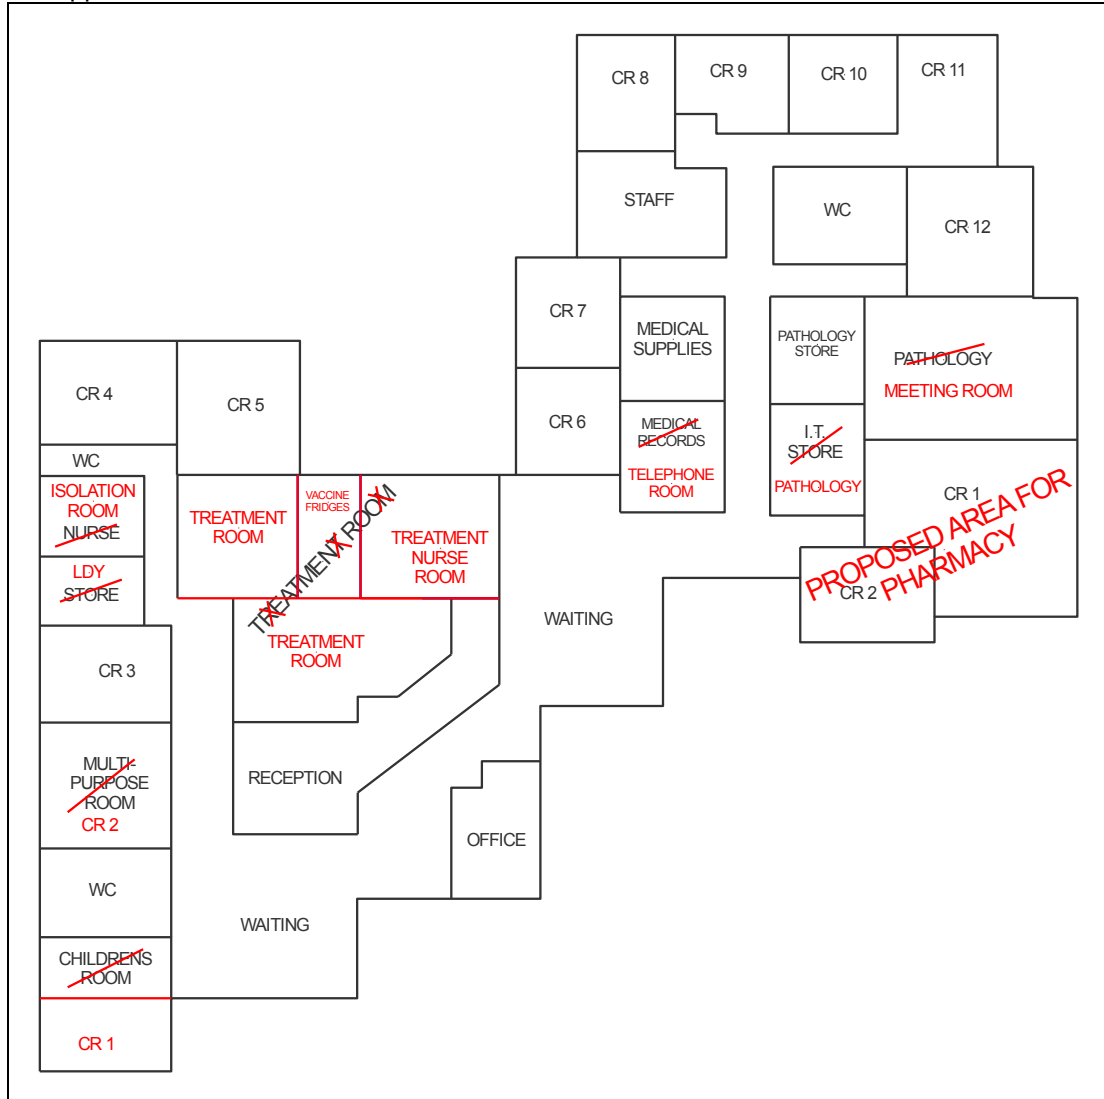 CR 8
CR 9
CR 10
CR 11
STAFF
WC
CR 12
CR 7
MEDICAL
SUPPLIES
PATHOLOGY
STORE
PATHOLOGY
MEETING ROOM
CR 4
CR 5
CR 6
MEDICAL
RECORDS
TELEPHONE
ROOM
I.T.
STORE
PATHOLOGY
CR 1
PROPOSED AREA FOR
PHARMACY
CR 2
WC
ISOLATION
ROOM
NURSE
LDY
STORE
TREATMENT
ROOM
VACCINE
FRIDGES
TREATMENT ROOM
TREATMENT
NURSE
ROOM
TREATMENT
ROOM
WAITING
CR 3
MULTI-
PURPOSE
ROOM
CR 2
RECEPTION
OFFICE
WC
WAITING
CHILDRENS
ROOM
CR 1